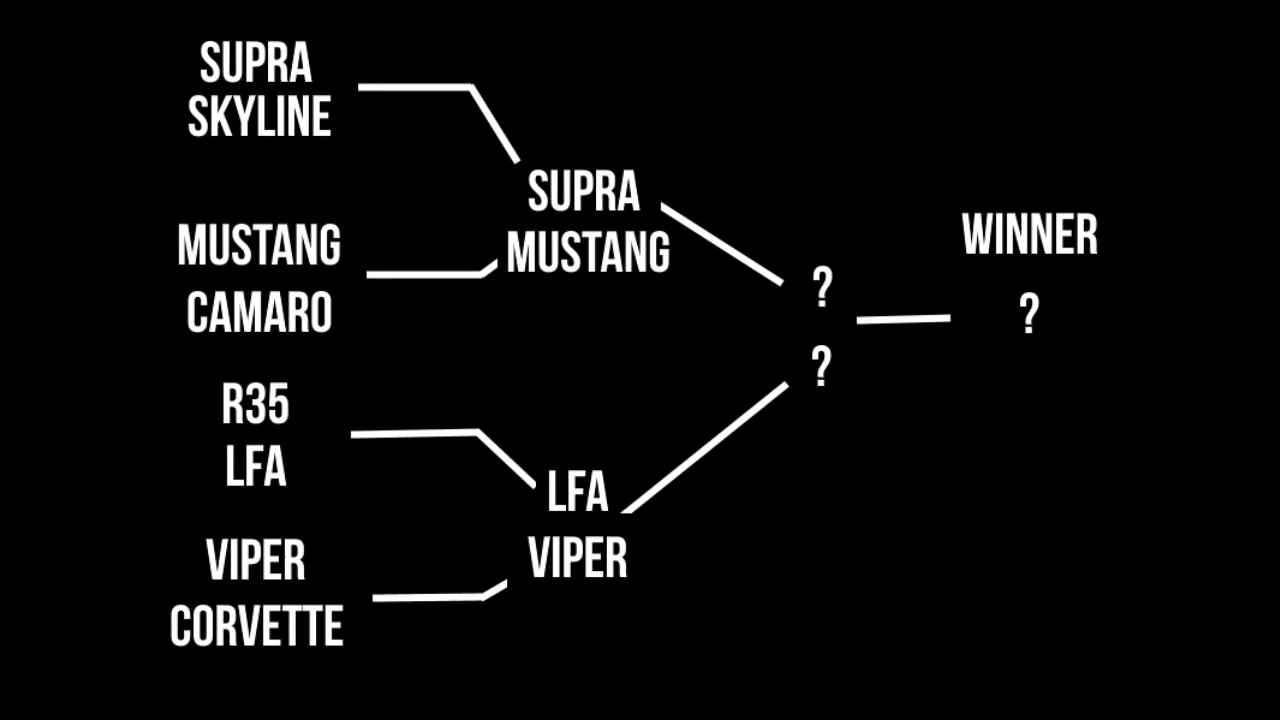 SUPRA
SKYLINE
MUSTANG
CAMARO
R35
LFA
VIPER
CORVETTE
SUPRA
MUSTANG
LFA
VIPER
?
?
WINNER
?